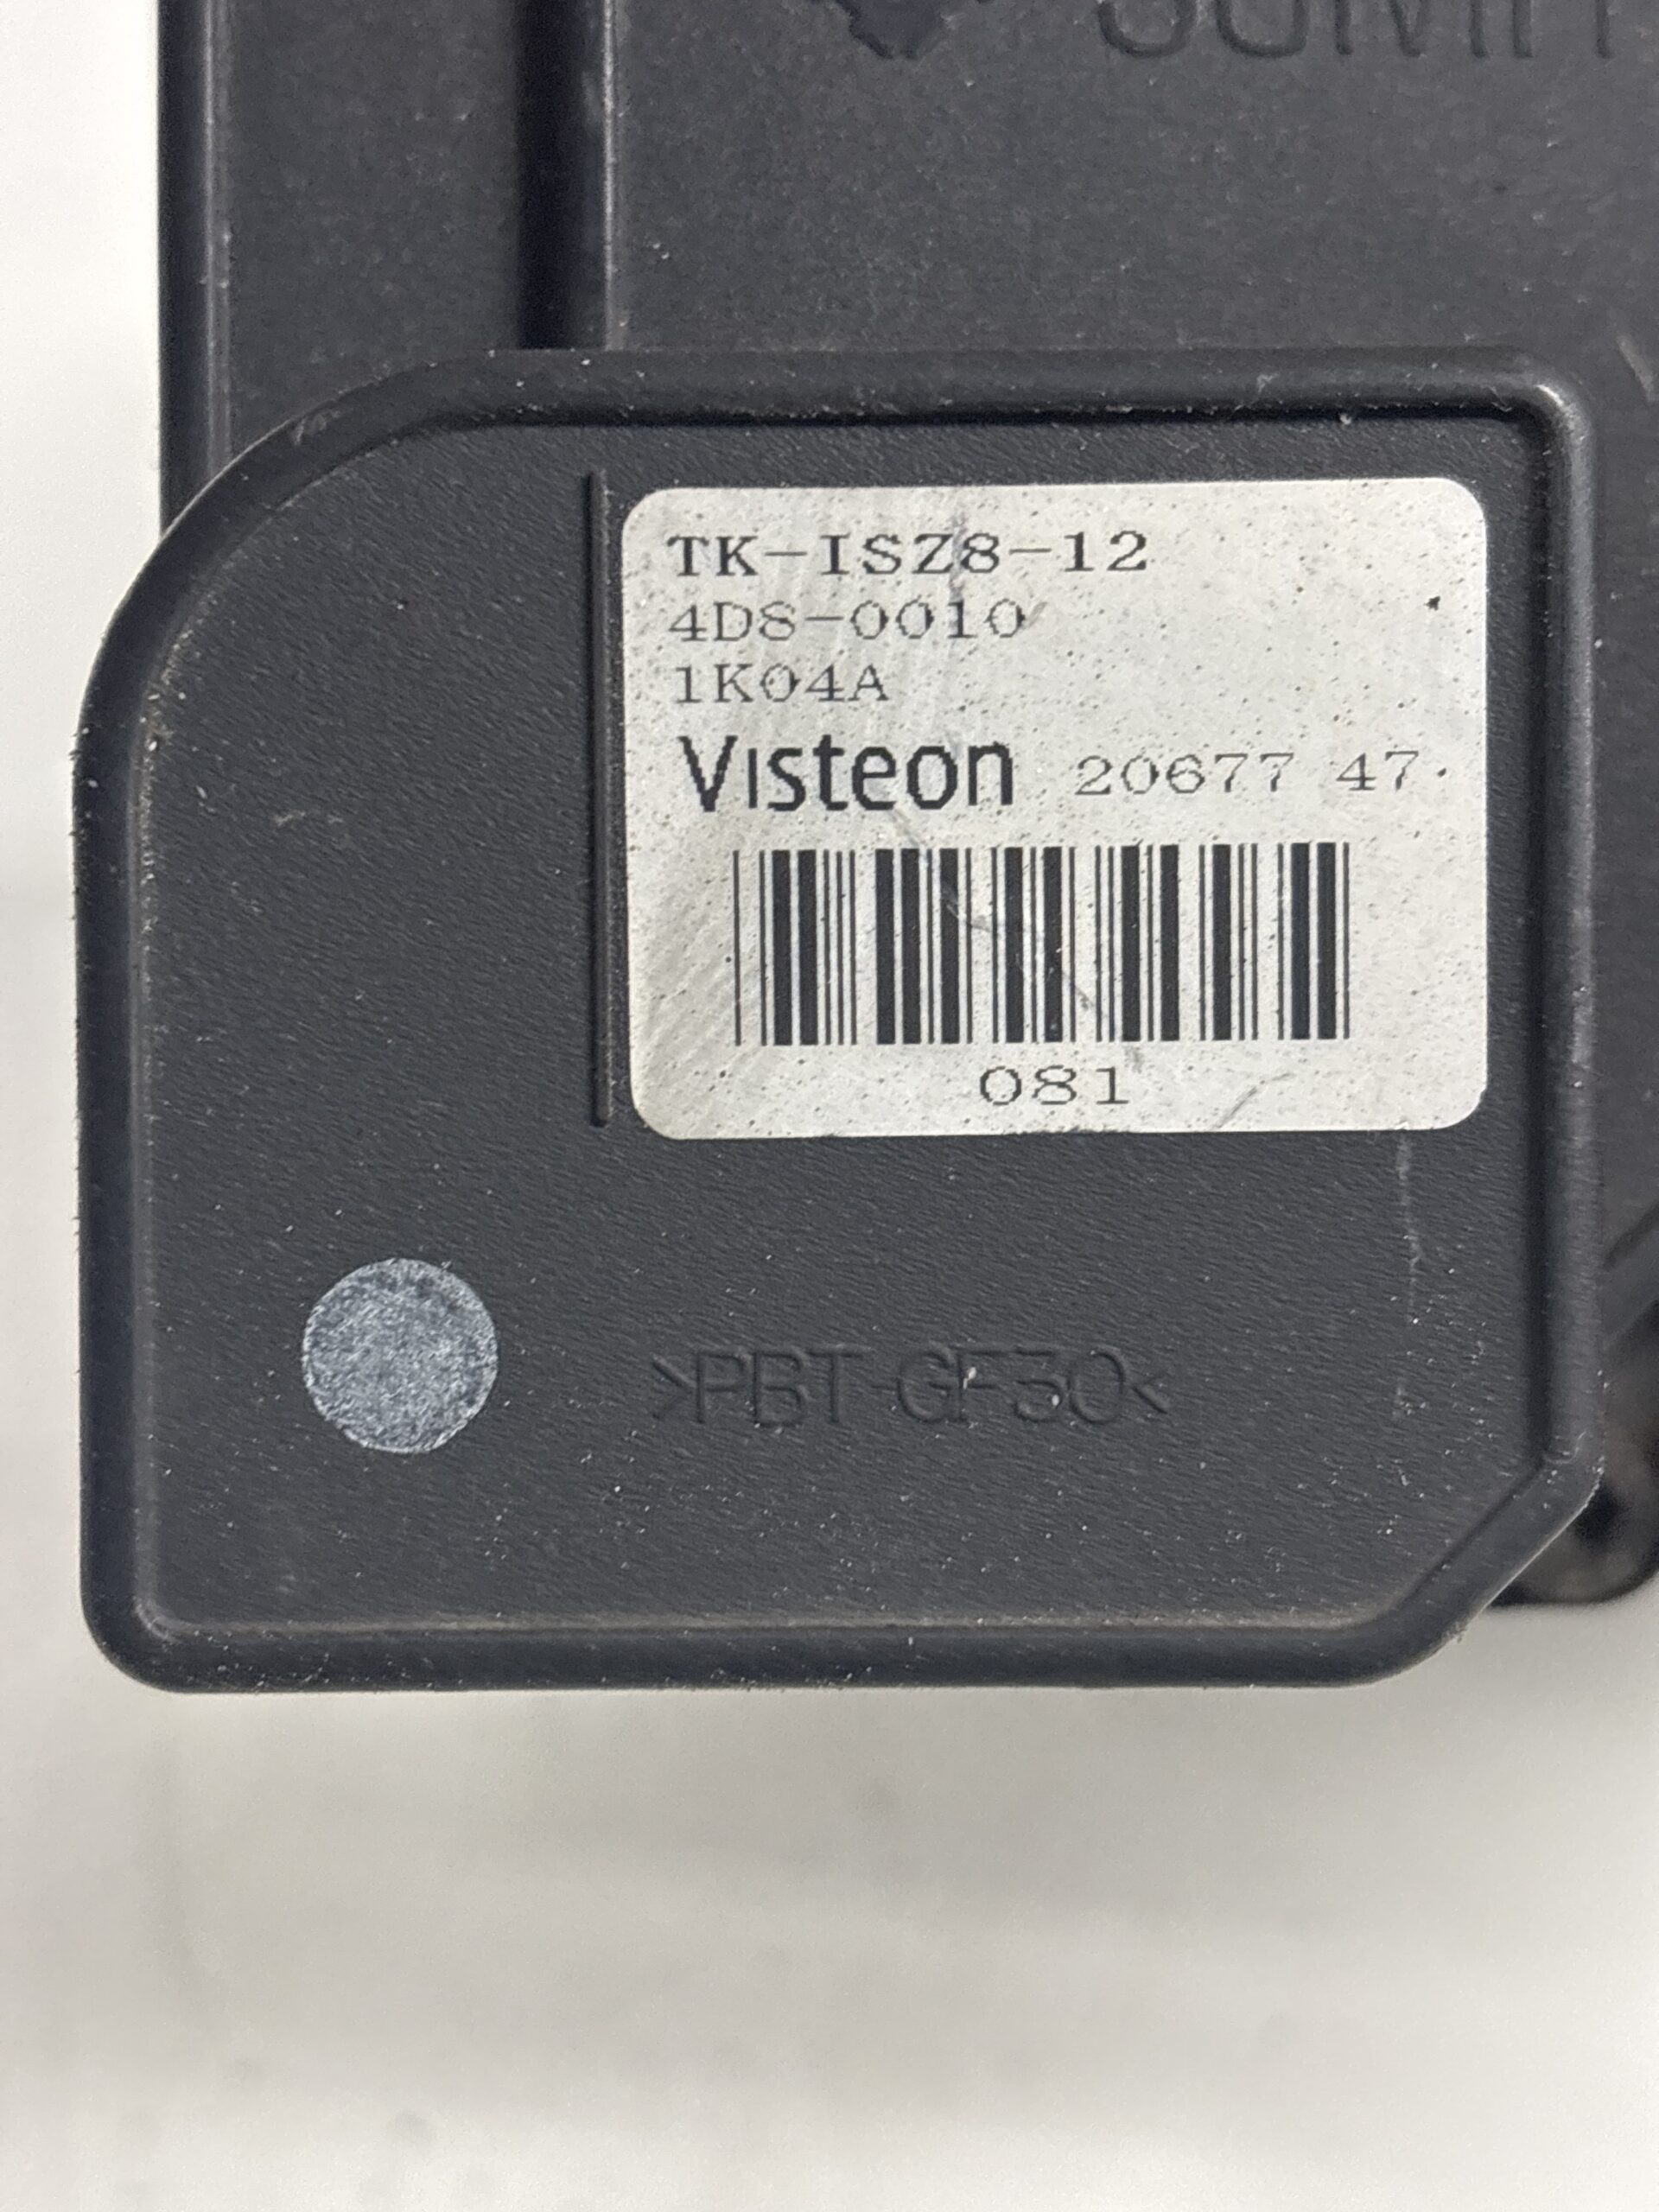 TK-ISZ8-12
4D8-0010
1K04A
Visteon 20677 47
081
>PBT-GF30<